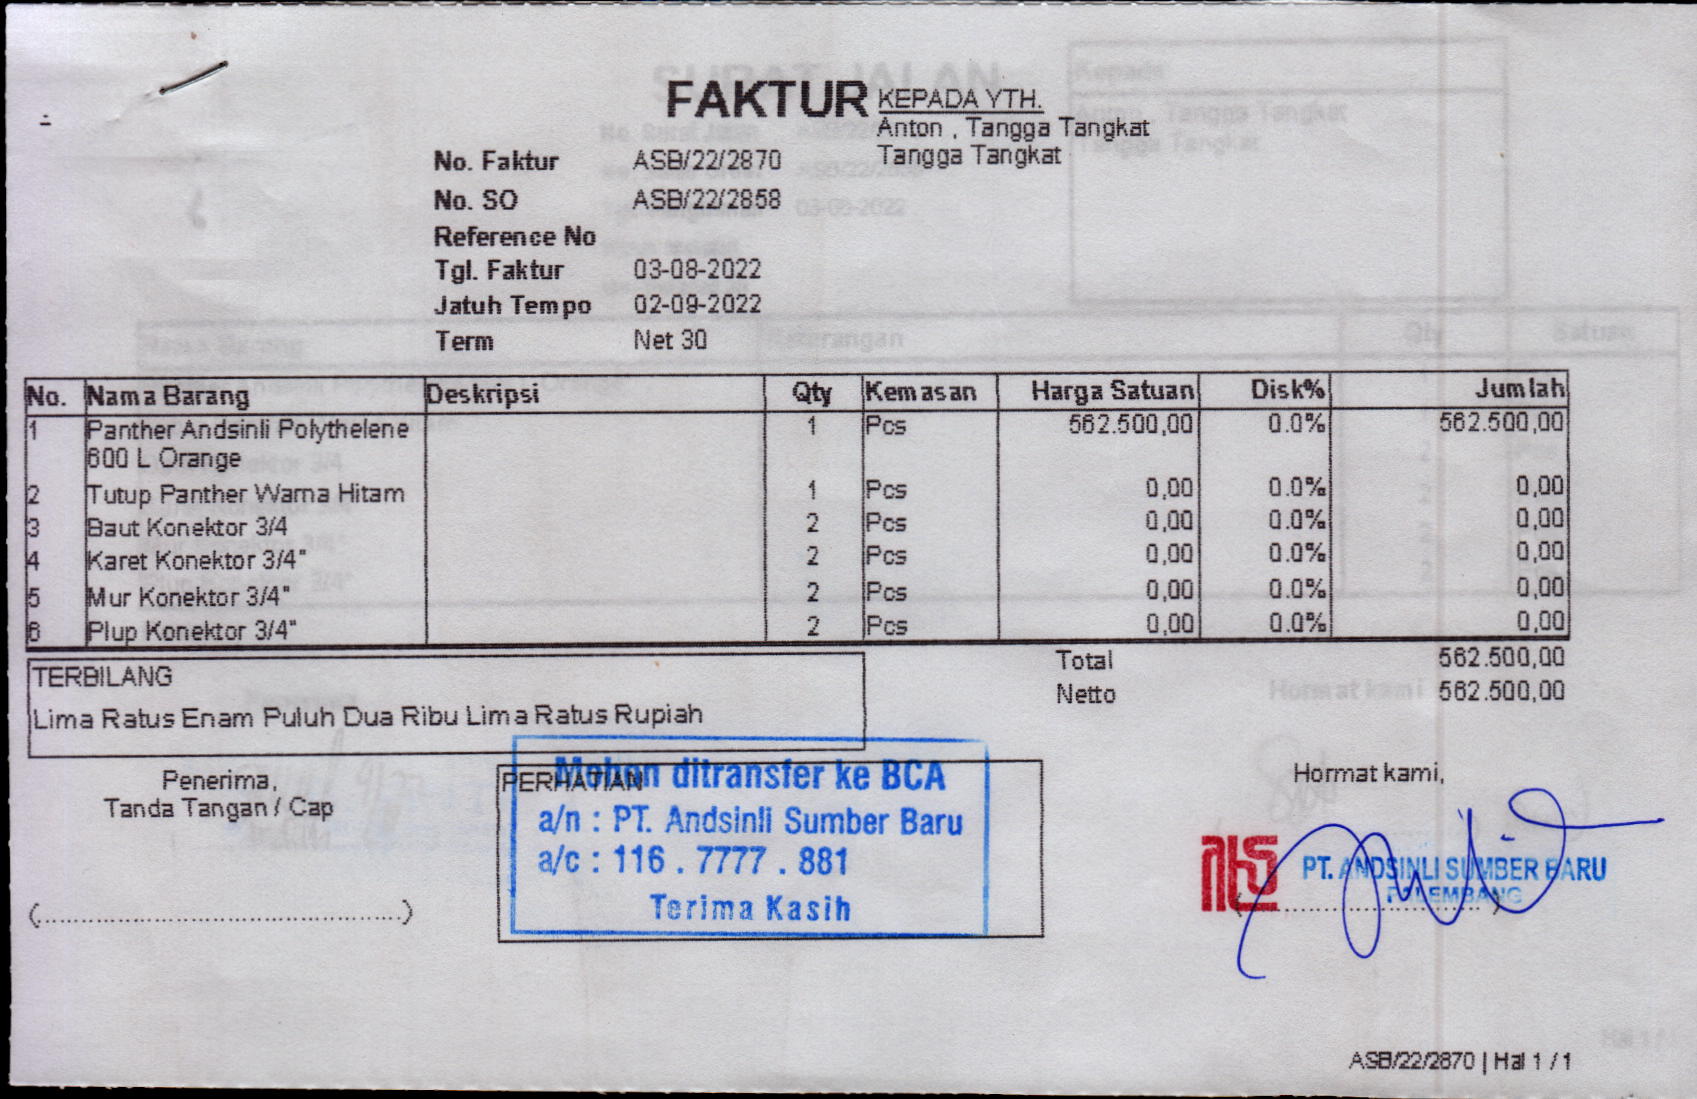 FAKTUR
KEPADA YTH.
Anton , Tangga Tangkat
Tangga Tangkat
No. Faktur ASB/22/2870
No. SO ASB/22/2858
Reference No
Tgl. Faktur 03-08-2022
Jatuh Tempo 02-09-2022
Term Net 30
No. Nama Barang Deskripsi Qty Kemasan Harga Satuan Disk% Jumlah
1 Panther Andsinli Polythelene 1 Pcs 562.500,00 0.0% 562.500,00
600 L Orange
2 Tutup Panther Warna Hitam 1 Pcs 0,00 0.0% 0,00
3 Baut Konektor 3/4 2 Pcs 0,00 0.0% 0,00
4 Karet Konektor 3/4" 2 Pcs 0,00 0.0% 0,00
5 Mur Konektor 3/4" 2 Pcs 0,00 0.0% 0,00
6 Plup Konektor 3/4" 2 Pcs 0,00 0.0% 0,00
Total 562.500,00
Netto 562.500,00
TERBILANG
Lima Ratus Enam Puluh Dua Ribu Lima Ratus Rupiah
Penerima,
Tanda Tangan / Cap
(..........................................)
PERHATIAN
Mohon ditransfer ke BCA
a/n : PT. Andsinli Sumber Baru
a/c : 116 . 7777 . 881
Terima Kasih
Hormat kami,
PT. ANDSINLI SUMBER BARU
PALEMBANG
ASB/22/2870 | Hal 1 / 1